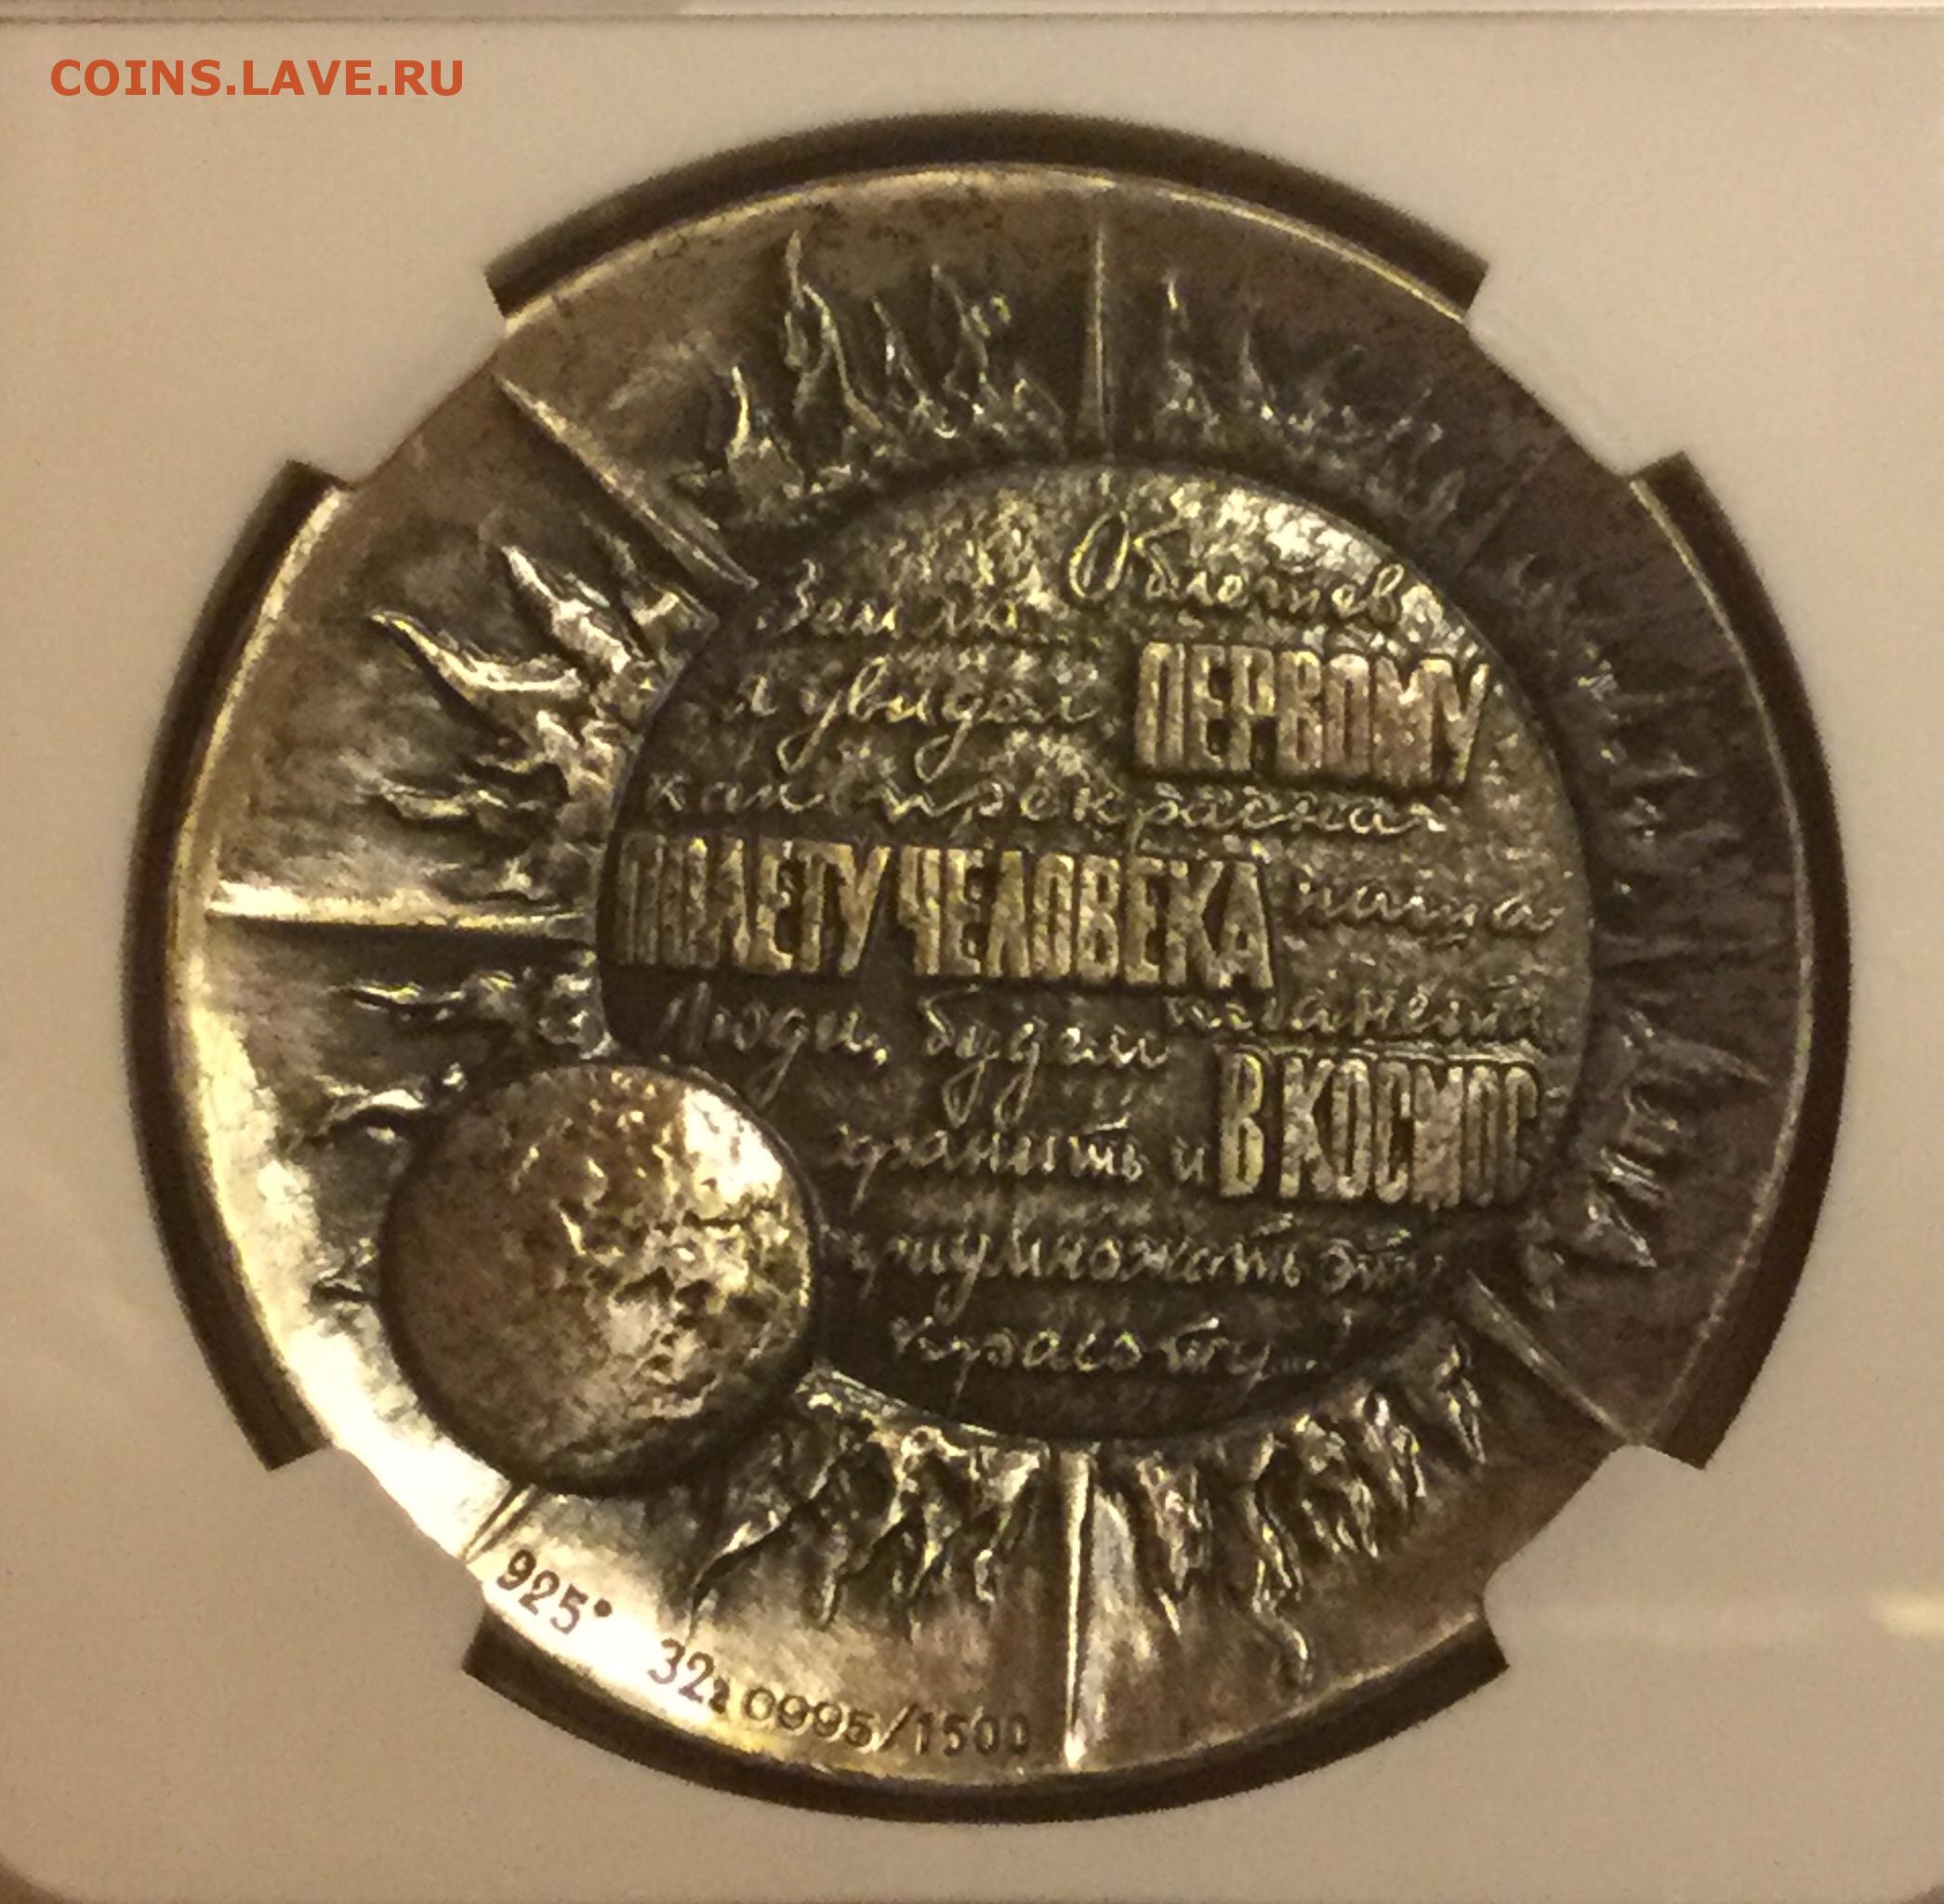 COINS.LAVE.RU
Облетев
Землю
я увидел
ПЕРВОМУ
как прекрасна
ПОЛЕТУ ЧЕЛОВЕКА
наша
планета
Люди, будем
В КОСМОС
хранить и
приумножать эту
красоту
925°
32г 0995/1500